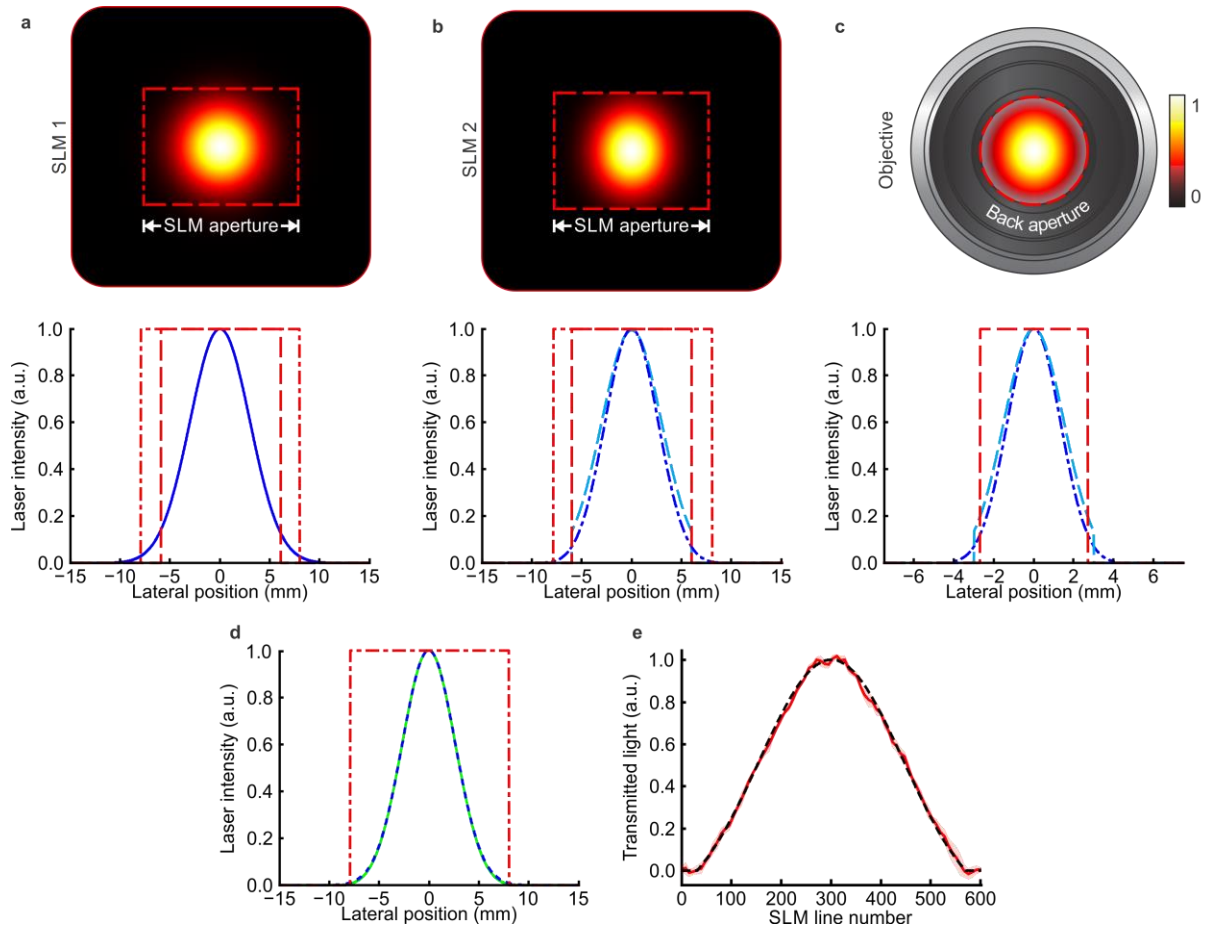 a
SLM 1
SLM aperture
b
SLM 2
SLM aperture
c
Objective
Back aperture
1
0
Laser intensity (a.u.)
1.0
0.8
0.6
0.4
0.2
0.0
−15 −10 −5 0 5 10 15
Lateral position (mm)
Laser intensity (a.u.)
1.0
0.8
0.6
0.4
0.2
0.0
−15 −10 −5 0 5 10 15
Lateral position (mm)
Laser intensity (a.u.)
1.0
0.8
0.6
0.4
0.2
0.0
−6 −4 −2 0 2 4 6
Lateral position (mm)
d
Laser intensity (a.u.)
1.0
0.8
0.6
0.4
0.2
0.0
−15 −10 −5 0 5 10 15
Lateral position (mm)
e
Transmitted light (a.u.)
1.0
0.8
0.6
0.4
0.2
0.0
0 100 200 300 400 500 600
SLM line number